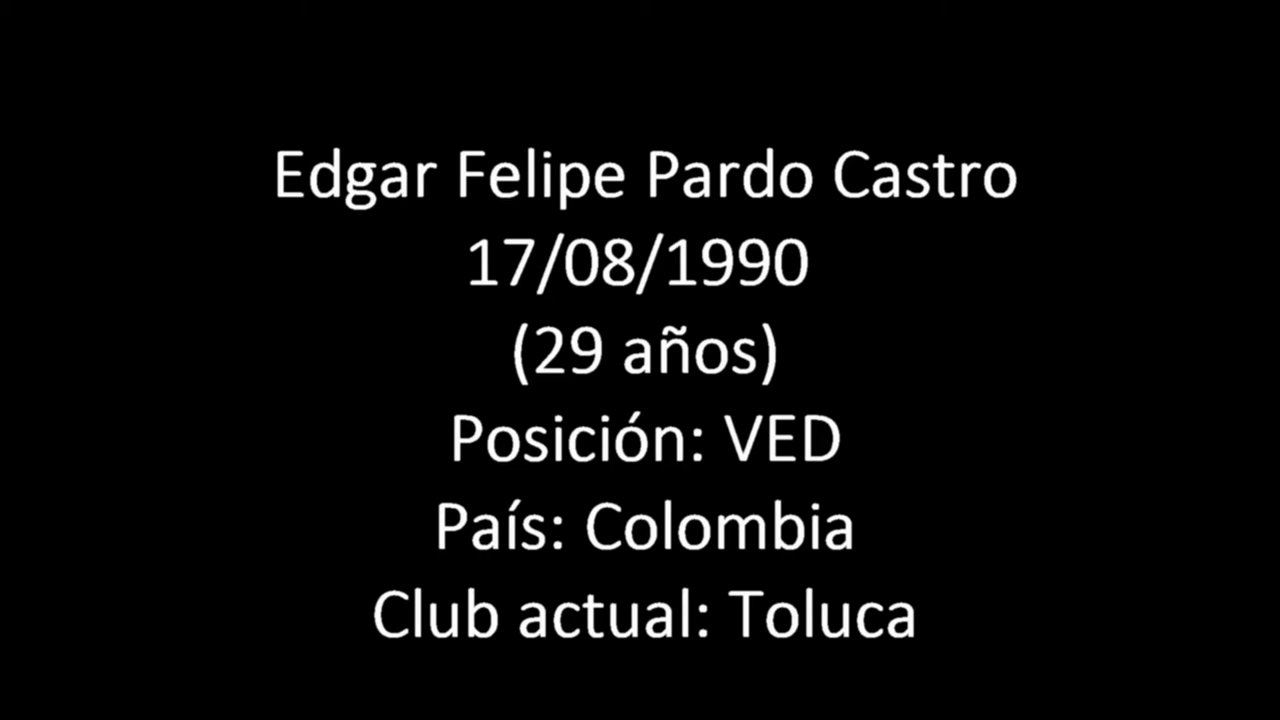 Edgar Felipe Pardo Castro
17/08/1990
(29 años)
Posición: VED
País: Colombia
Club actual: Toluca